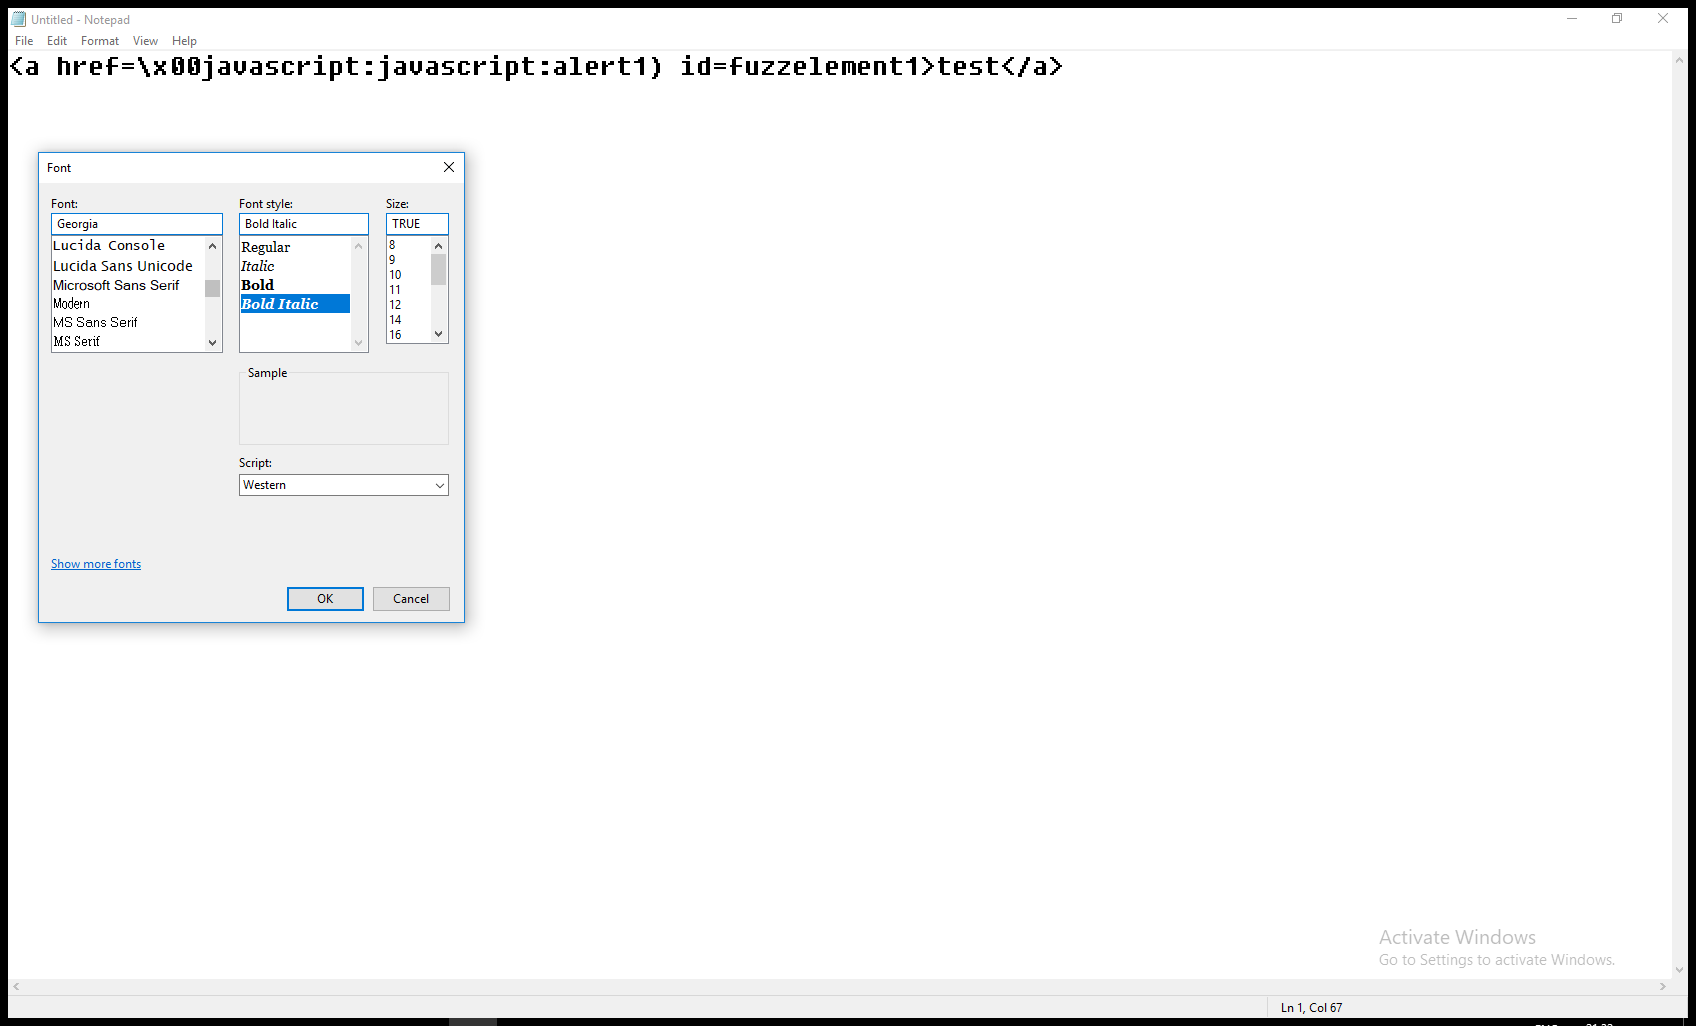 Untitled - Notepad
File Edit Format View Help
<a href=\x00javascript:javascript:alert1) id=fuzzelement1>test</a>
Font
Font:
Georgia
Lucida Console
Lucida Sans Unicode
Microsoft Sans Serif
Modern
MS Sans Serif
MS Serif
Font style:
Bold Italic
Regular
Italic
Bold
Bold Italic
Size:
TRUE
8
9
10
11
12
14
16
Sample
Script:
Western
Show more fonts
OK
Cancel
Activate Windows
Go to Settings to activate Windows.
Ln 1, Col 67